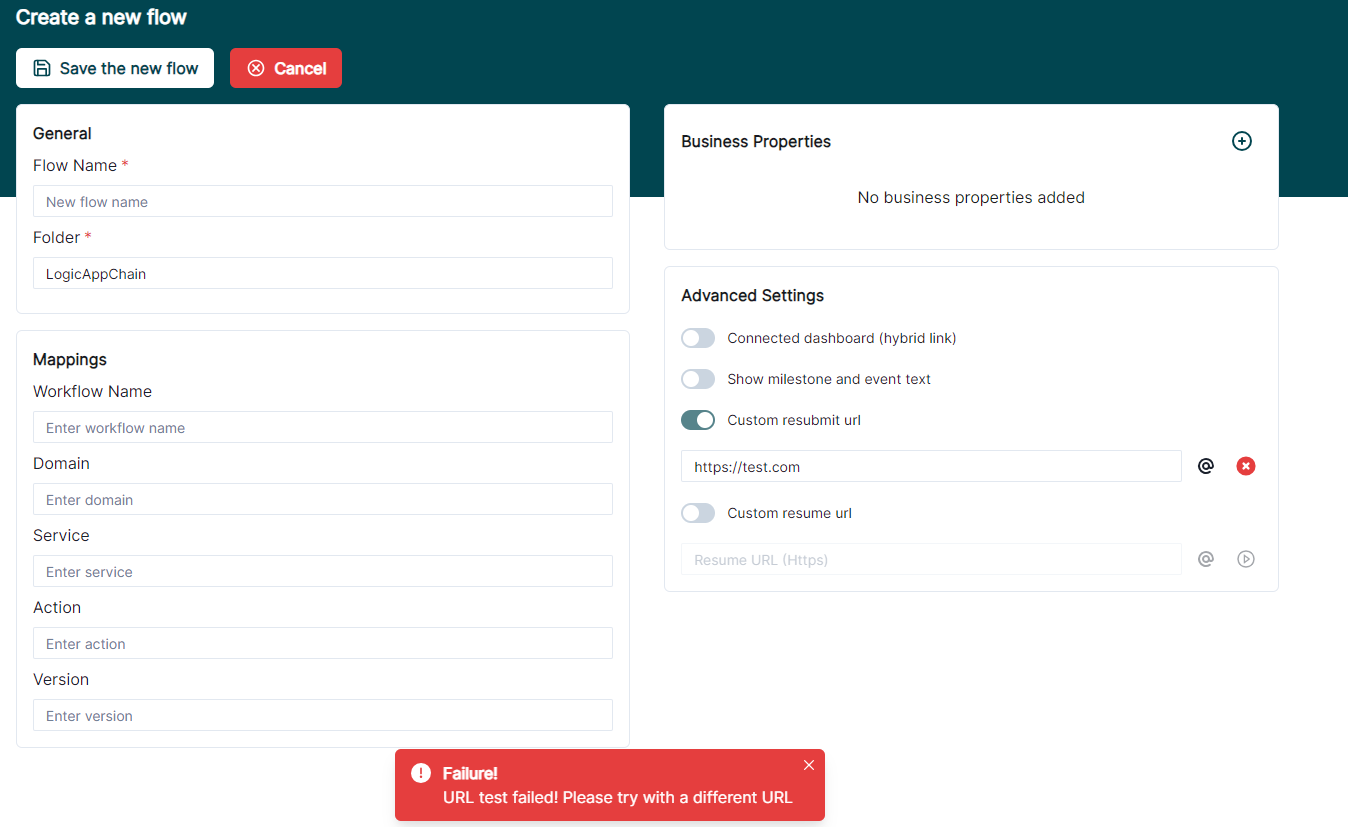 Create a new flow
Save the new flow
Cancel
General
Flow Name *
New flow name
Folder *
LogicAppChain
Mappings
Workflow Name
Enter workflow name
Domain
Enter domain
Service
Enter service
Action
Enter action
Version
Enter version
Business Properties
No business properties added
Advanced Settings
Connected dashboard (hybrid link)
Show milestone and event text
Custom resubmit url
https://test.com
Custom resume url
Resume URL (Https)
Failure!
URL test failed! Please try with a different URL